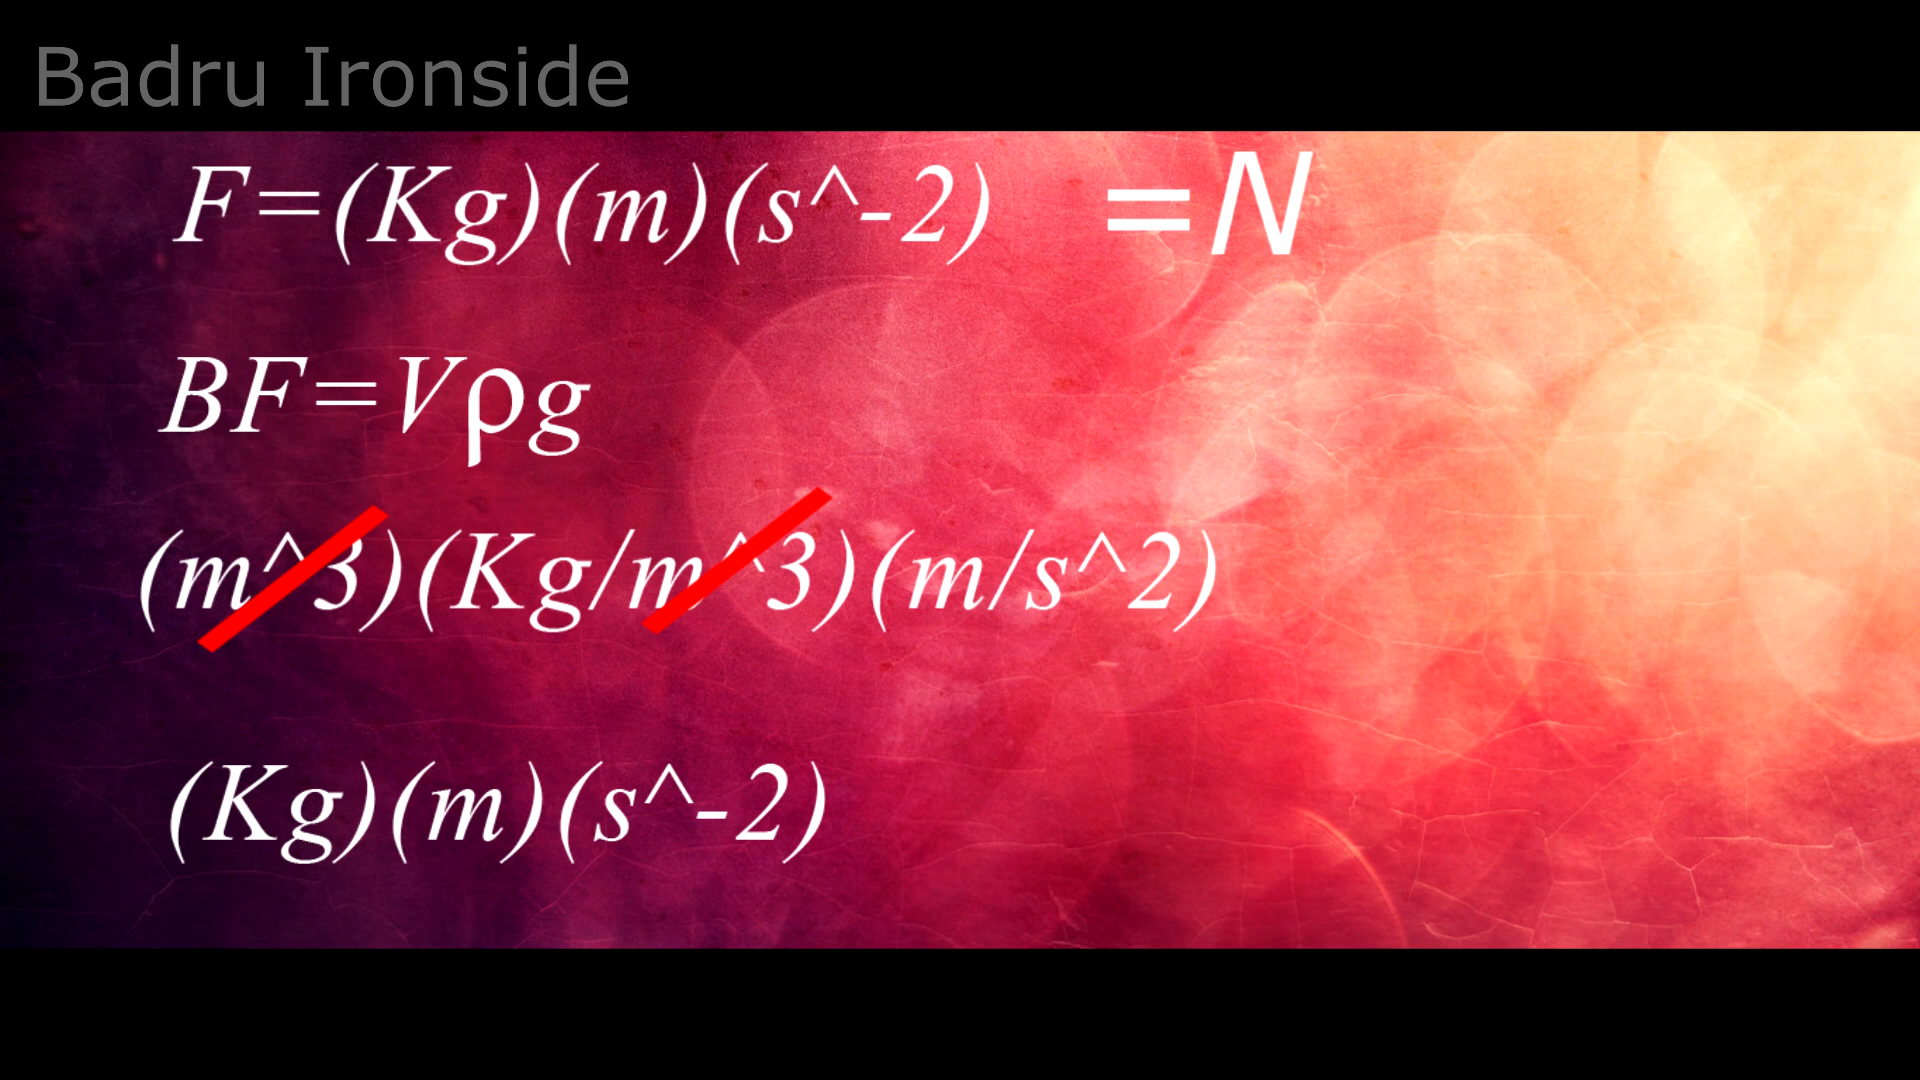 Badru Ironside
F=(Kg)(m)(s^-2) =N
BF=Vρg
(m^3)(Kg/m^3)(m/s^2)
(Kg)(m)(s^-2)